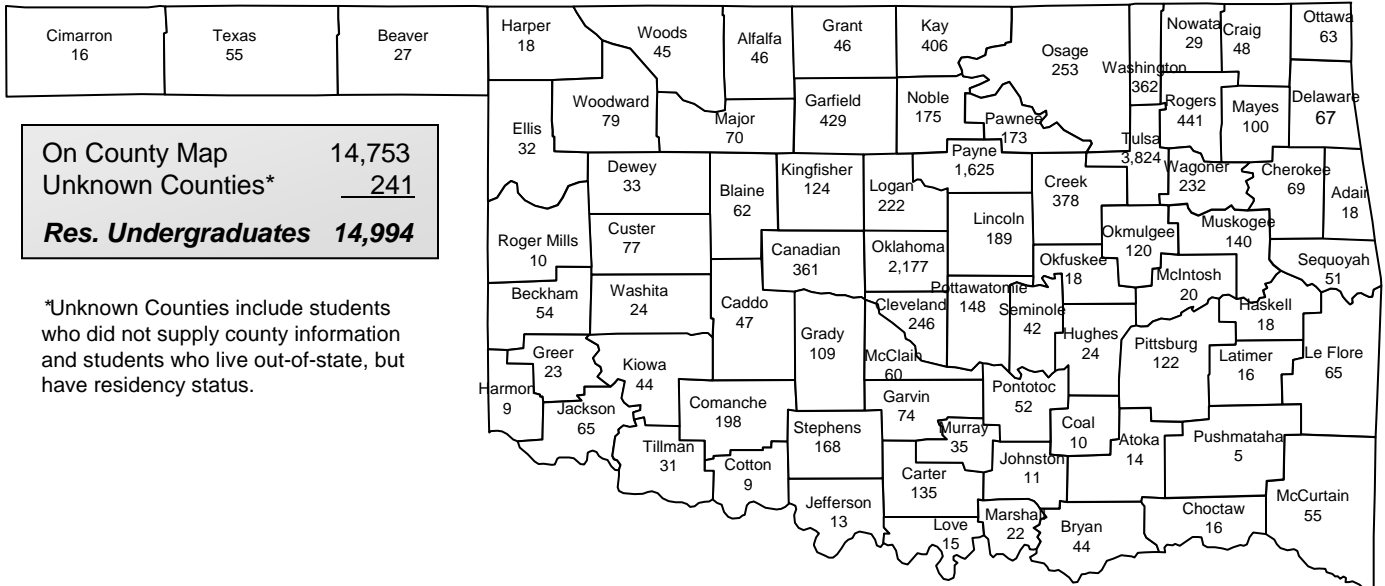 Cimarron
16
Texas
55
Beaver
27
Harper
18
Woods
45
Alfalfa
46
Grant
46
Kay
406
Osage
253
Washington
362
Nowata
29
Craig
48
Ottawa
63
Ellis
32
Woodward
79
Major
70
Garfield
429
Noble
175
Pawnee
173
Tulsa
3,824
Rogers
441
Mayes
100
Delaware
67
On County Map 14,753
Unknown Counties* 241
Res. Undergraduates 14,994
Dewey
33
Blaine
62
Kingfisher
124
Logan
222
Payne
1,625
Creek
378
Wagoner
232
Cherokee
69
Adair
18
Roger Mills
10
Custer
77
Canadian
361
Oklahoma
2,177
Lincoln
189
Okfuskee
18
Okmulgee
120
Muskogee
140
Sequoyah
51
*Unknown Counties include students
who did not supply county information
and students who live out-of-state, but
have residency status.
Beckham
54
Washita
24
Caddo
47
Grady
109
Cleveland
246
Pottawatomie
148
Seminole
42
Hughes
24
McIntosh
20
Haskell
18
Pittsburg
122
Latimer
16
Le Flore
65
Harmon
9
Greer
23
Kiowa
44
McClain
60
Jackson
65
Comanche
198
Stephens
168
Garvin
74
Pontotoc
52
Murray
35
Coal
10
Atoka
14
Pushmataha
5
Tillman
31
Cotton
9
Carter
135
Johnston
11
Jefferson
13
Love
15
Marshal
22
Bryan
44
Choctaw
16
McCurtain
55